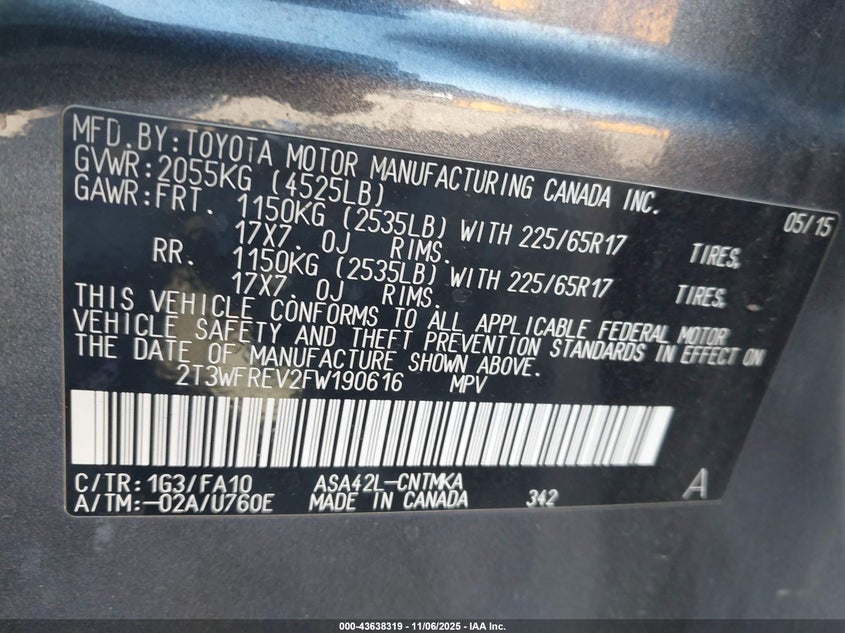 MFD. BY: TOYOTA MOTOR MANUFACTURING CANADA INC.
GVWR: 2055KG (4525LB) 05/15
GAWR: FRT. 1150KG (2535LB) WITH 225/65R17 TIRES,
17X7. 0J RIMS.
RR. 1150KG (2535LB) WITH 225/65R17 TIRES,
17X7. 0J RIMS.
THIS VEHICLE CONFORMS TO ALL APPLICABLE FEDERAL MOTOR
VEHICLE SAFETY AND THEFT PREVENTION STANDARDS IN EFFECT ON
THE DATE OF MANUFACTURE SHOWN ABOVE.
2T3WFREV2FW190616 MPV
C/TR: 1G3/FA10 ASA42L-CNTMKA
A/TM:-02A/U760E MADE IN CANADA 342 A
000-43638319 - 11/06/2025 - IAA Inc.